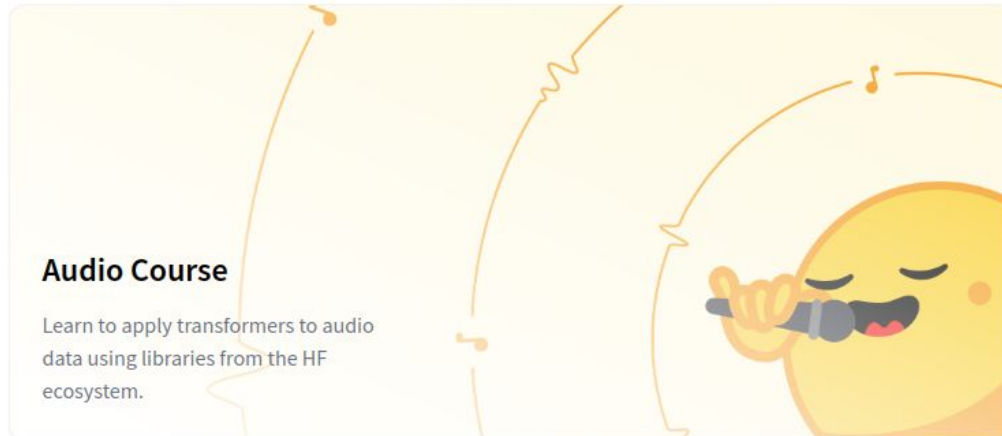 Audio Course
Learn to apply transformers to audio
data using libraries from the HF
ecosystem.